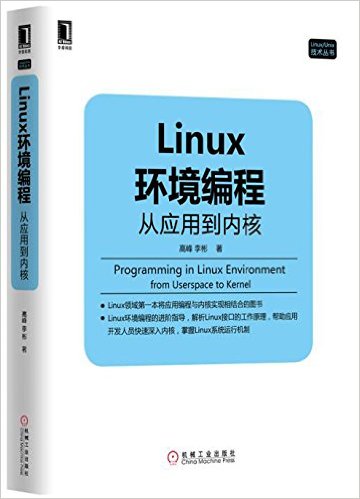 Linux/Unix
技术丛书
Linux
环境编程
从应用到内核
高峰 李彬 著
Programming in Linux Environment
from Userspace to Kernel
• Linux领域第一本将应用编程与内核实现相结合的图书
• Linux环境编程的进阶指导，解析Linux接口的工作原理，帮助应用
开发人员快速深入内核，掌握Linux系统运行机制
机械工业出版社
China Machine Press
Linux环境编程
从应用到内核
高峰 李彬 著
机械工业出版社